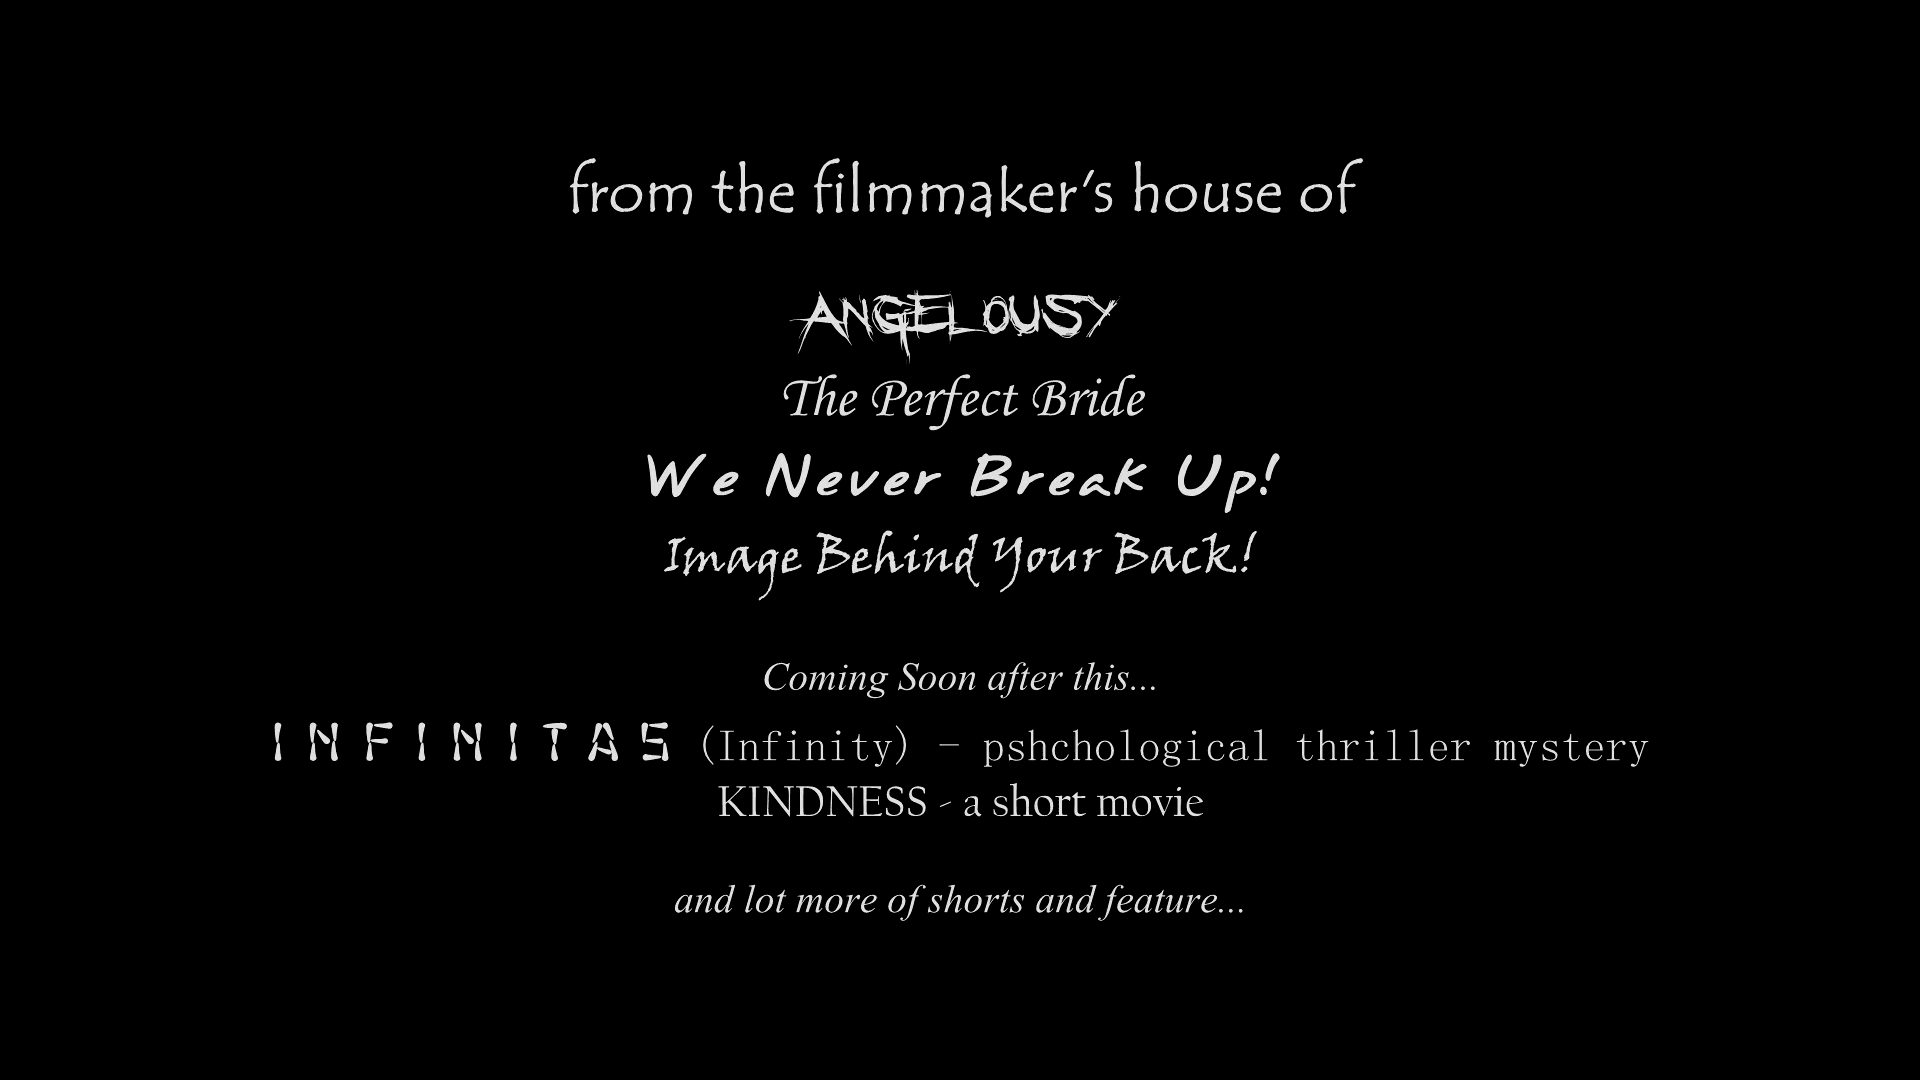 from the filmmaker's house of
ANGELOUSY
The Perfect Bride
We Never Break Up!
Image Behind Your Back!
Coming Soon after this...
INFINITAS (Infinity) - pshchological thriller mystery
KINDNESS - a short movie
and lot more of shorts and feature...